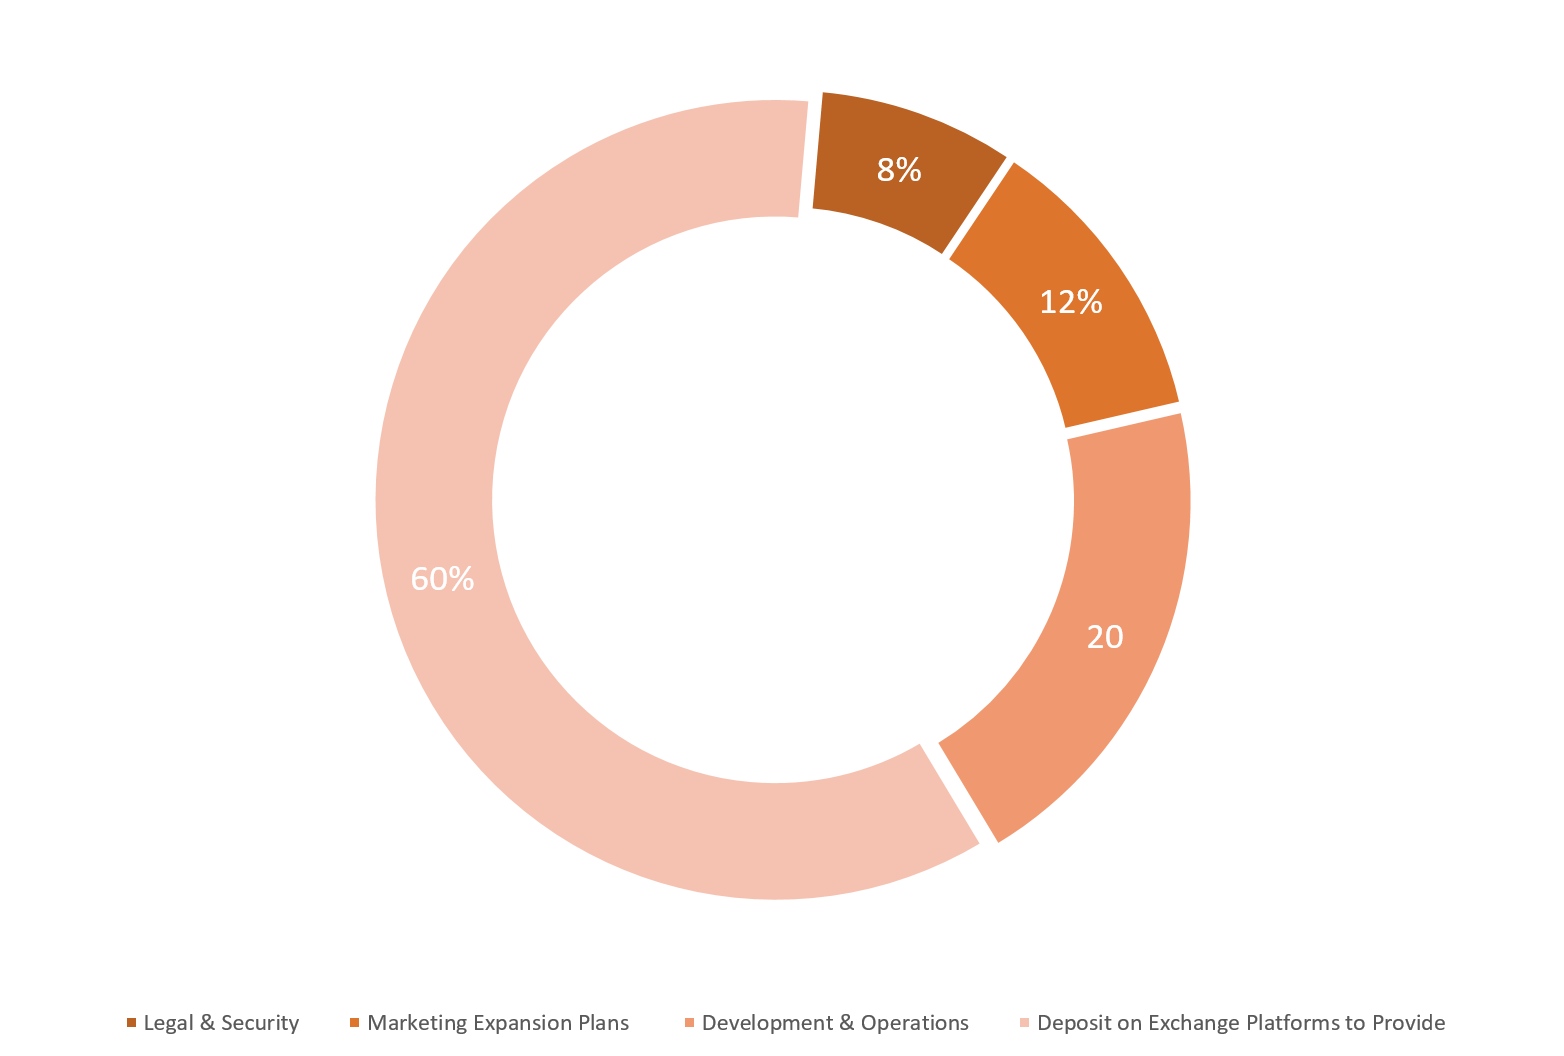 8%
12%
20
60%
Legal & Security
Marketing Expansion Plans
Development & Operations
Deposit on Exchange Platforms to Provide